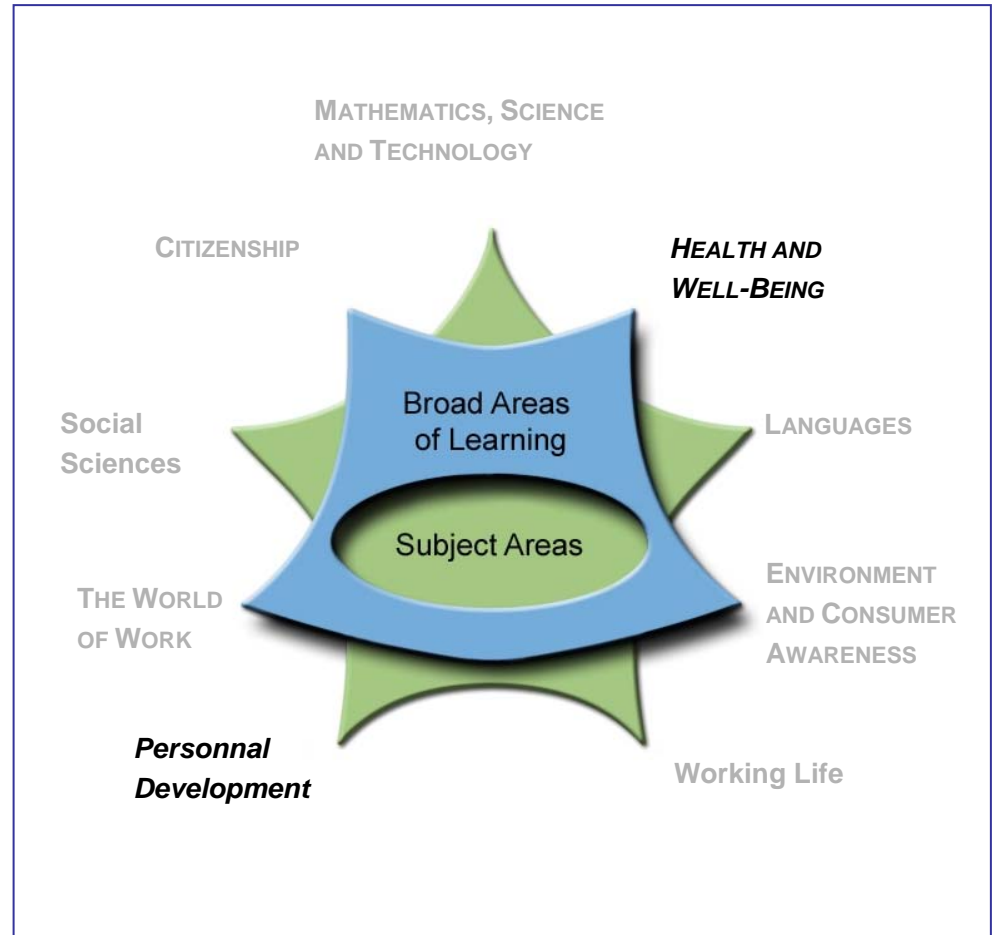 MATHEMATICS, SCIENCE
AND TECHNOLOGY
CITIZENSHIP
HEALTH AND
WELL-BEING
Broad Areas
of Learning
Social
Sciences
LANGUAGES
Subject Areas
THE WORLD
OF WORK
ENVIRONMENT
AND CONSUMER
AWARENESS
Personnal
Development
Working Life